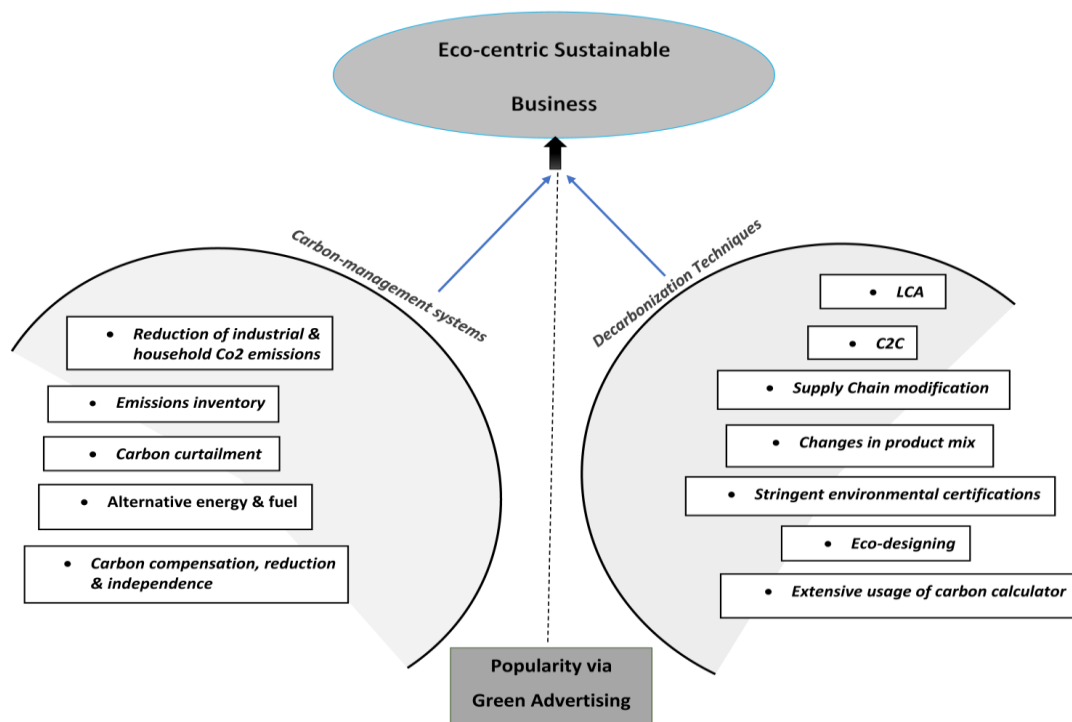 Eco-centric Sustainable
Business
Carbon-management systems
Decarbonization Techniques
• Reduction of industrial &
household Co2 emissions
• Emissions inventory
• Carbon curtailment
• Alternative energy & fuel
• Carbon compensation, reduction
& independence
• LCA
• C2C
• Supply Chain modification
• Changes in product mix
• Stringent environmental certifications
• Eco-designing
• Extensive usage of carbon calculator
Popularity via
Green Advertising